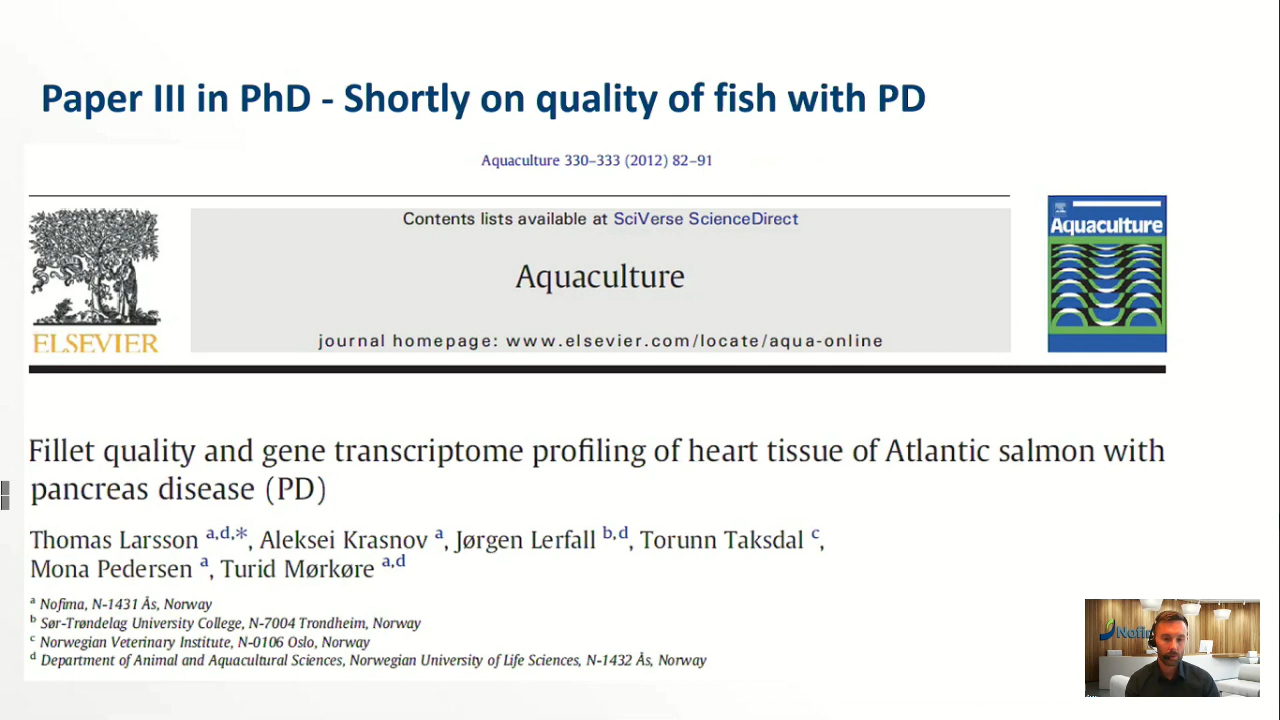 Paper III in PhD - Shortly on quality of fish with PD
Aquaculture 330–333 (2012) 82–91
Contents lists available at SciVerse ScienceDirect
Aquaculture
journal homepage: www.elsevier.com/locate/aqua-online
ELSEVIER
Aquaculture
Fillet quality and gene transcriptome profiling of heart tissue of Atlantic salmon with
pancreas disease (PD)
Thomas Larsson a,d,*, Aleksei Krasnov a, Jørgen Lerfall b,d, Torunn Taksdal c,
Mona Pedersen a, Turid Mørkøre a,d
a Nofima, N-1431 Ås, Norway
b Sør-Trøndelag University College, N-7004 Trondheim, Norway
c Norwegian Veterinary Institute, N-0106 Oslo, Norway
d Department of Animal and Aquacultural Sciences, Norwegian University of Life Sciences, N-1432 Ås, Norway